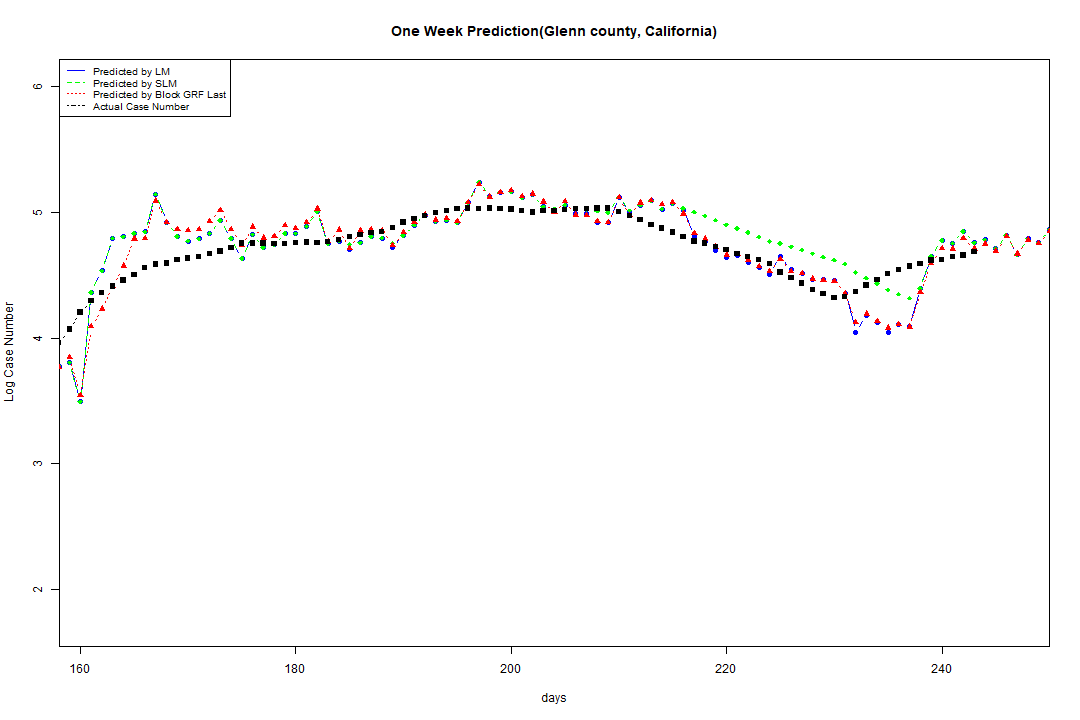 One Week Prediction(Glenn county, California)
Predicted by LM
Predicted by SLM
Predicted by Block GRF Last
Actual Case Number
6
5
4
3
2
Log Case Number
160 180 200 220 240
days